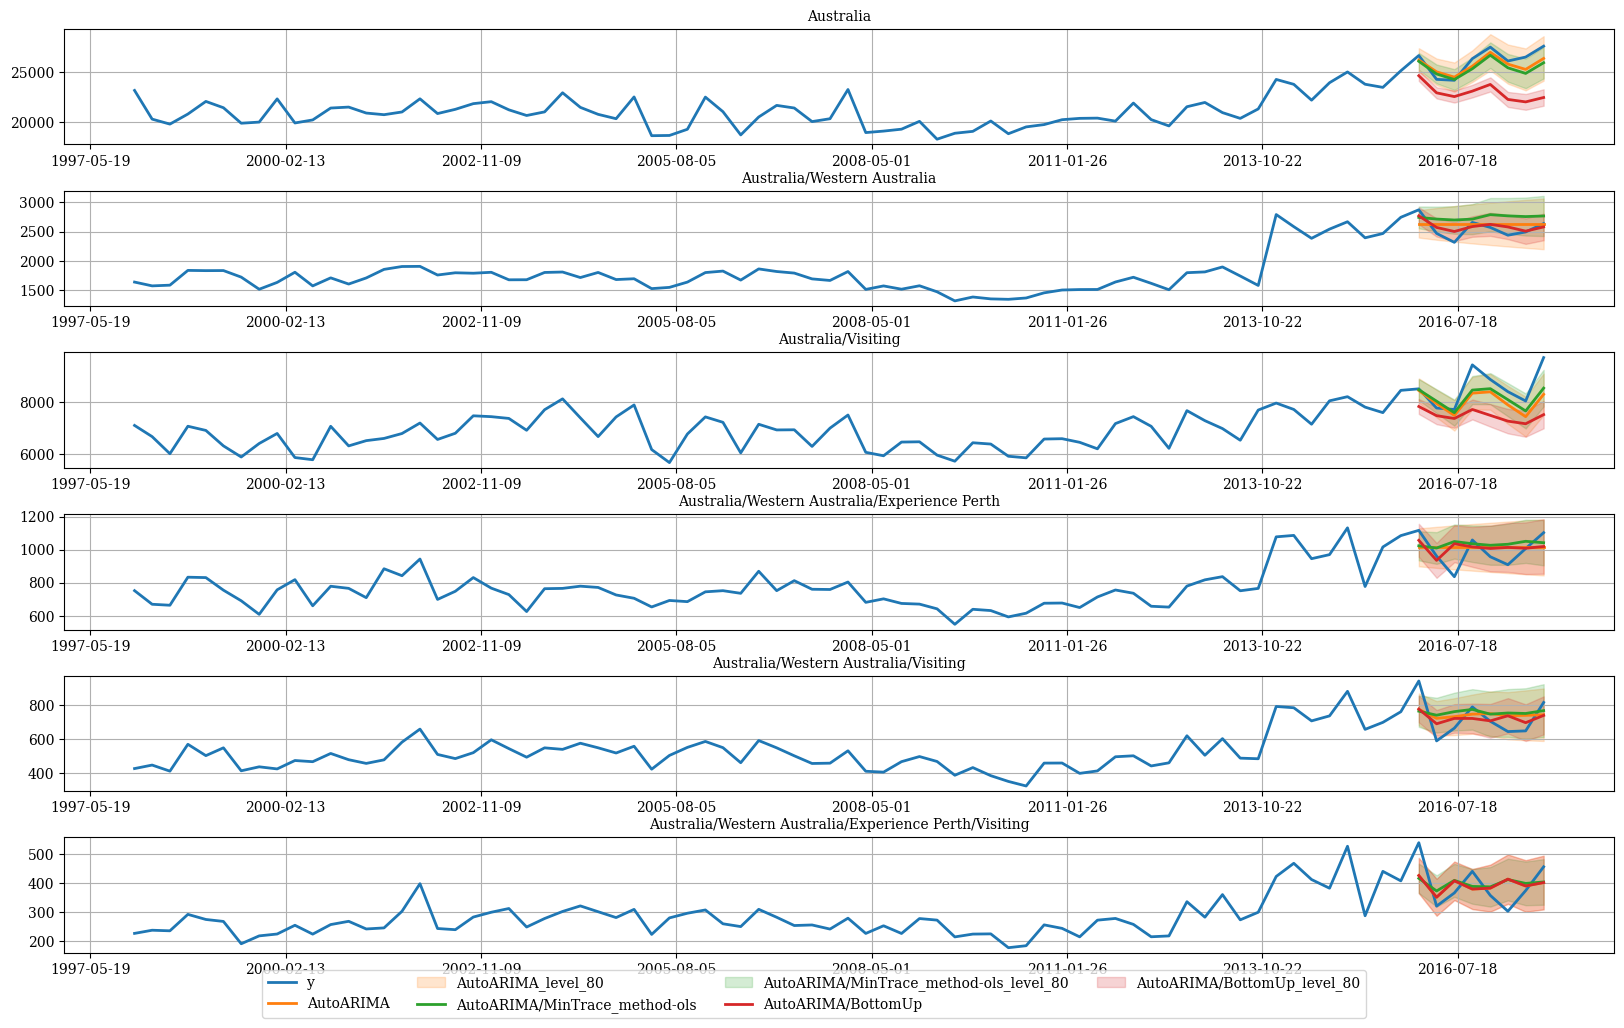 Australia
25000
20000
1997-05-19 2000-02-13 2002-11-09 2005-08-05 2008-05-01 2011-01-26 2013-10-22 2016-07-18
Australia/Western Australia
3000
2500
2000
1500
1997-05-19 2000-02-13 2002-11-09 2005-08-05 2008-05-01 2011-01-26 2013-10-22 2016-07-18
Australia/Visiting
8000
6000
1997-05-19 2000-02-13 2002-11-09 2005-08-05 2008-05-01 2011-01-26 2013-10-22 2016-07-18
Australia/Western Australia/Experience Perth
1200
1000
800
600
1997-05-19 2000-02-13 2002-11-09 2005-08-05 2008-05-01 2011-01-26 2013-10-22 2016-07-18
Australia/Western Australia/Visiting
800
600
400
1997-05-19 2000-02-13 2002-11-09 2005-08-05 2008-05-01 2011-01-26 2013-10-22 2016-07-18
Australia/Western Australia/Experience Perth/Visiting
500
400
300
200
1997-05-19 2000-02-13 2002-11-09 2005-08-05 2008-05-01 2011-01-26 2013-10-22 2016-07-18
y AutoARIMA_level_80 AutoARIMA/MinTrace_method-ols_level_80 AutoARIMA/BottomUp_level_80
AutoARIMA AutoARIMA/MinTrace_method-ols AutoARIMA/BottomUp